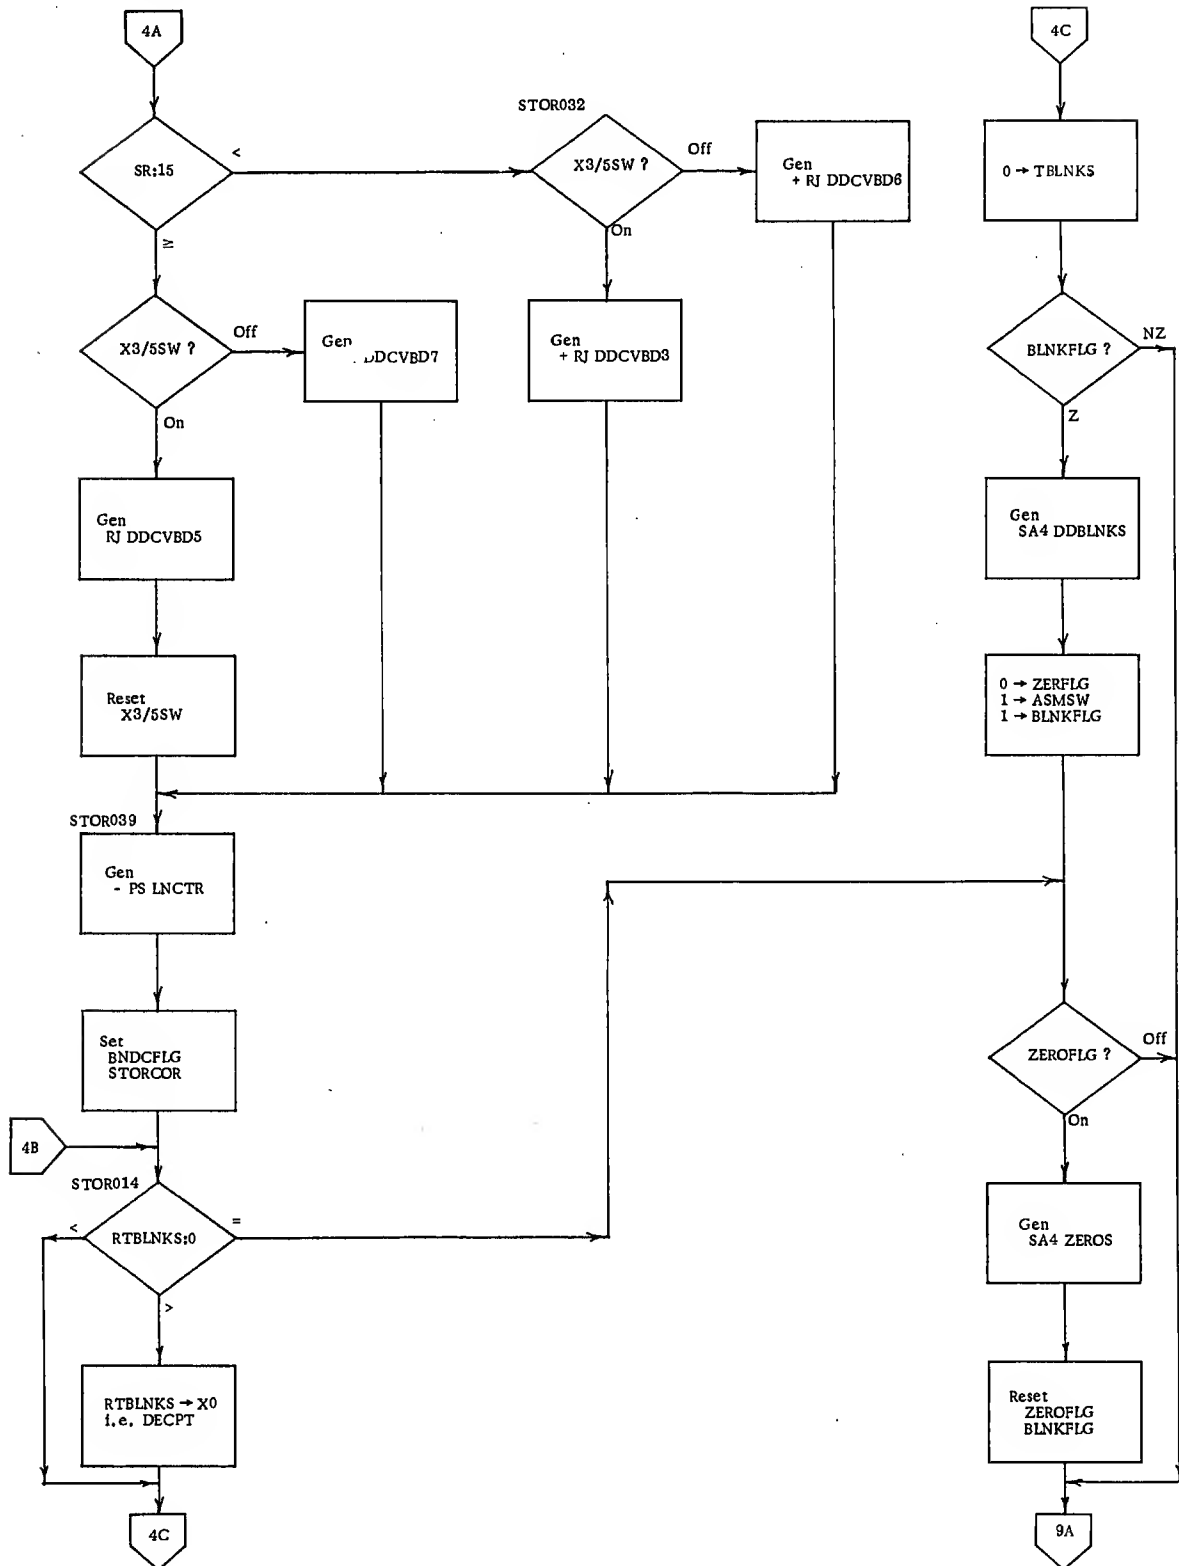 4A
SR:15
<
≥
STOR032
X3/5SW ?
Off
On
Gen
+ RJ DDCVBD6
X3/5SW ?
Off
On
Gen
DDCVBD7
Gen
+ RJ DDCVBD3
Gen
RJ DDCVBD5
Reset
X3/5SW
STOR039
Gen
- PS LNCTR
Set
BNDCFLG
STORCOR
4B
STOR014
RTBLNKS:0
<
=
>
RTBLNKS → X0
i.e. DECPT
4C
4C
0 → TBLNKS
BLNKFLG ?
NZ
Z
Gen
SA4 DDBLNKS
0 → ZERFLG
1 → ASMSW
1 → BLNKFLG
ZEROFLG ?
Off
On
Gen
SA4 ZEROS
Reset
ZEROFLG
BLNKFLG
9A